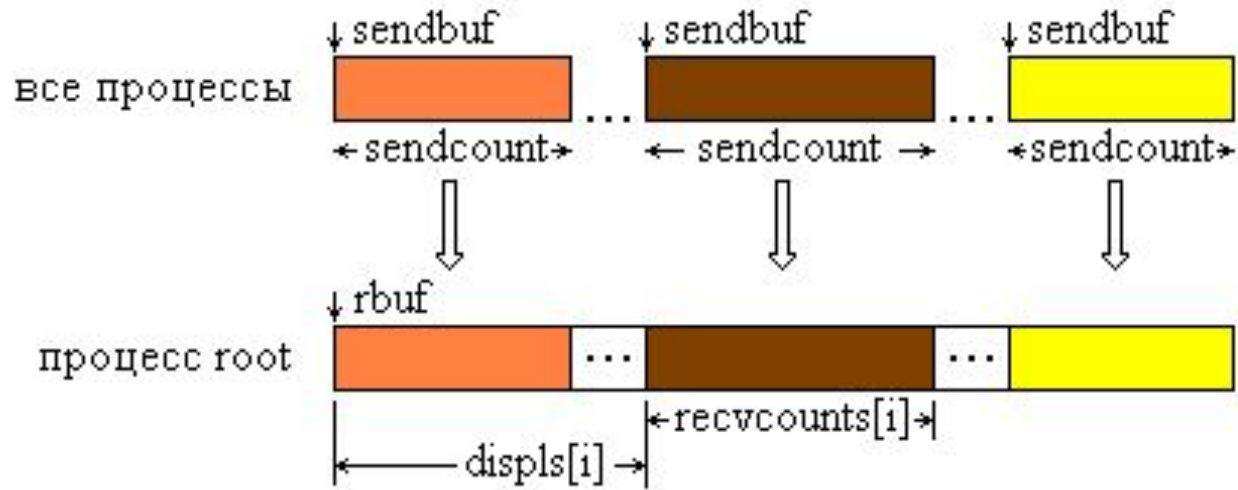 sendbuf sendbuf sendbuf
все процессы ... ...
sendcount sendcount sendcount
rbuf
процесс root ... ...
recvcounts[i]
displs[i]